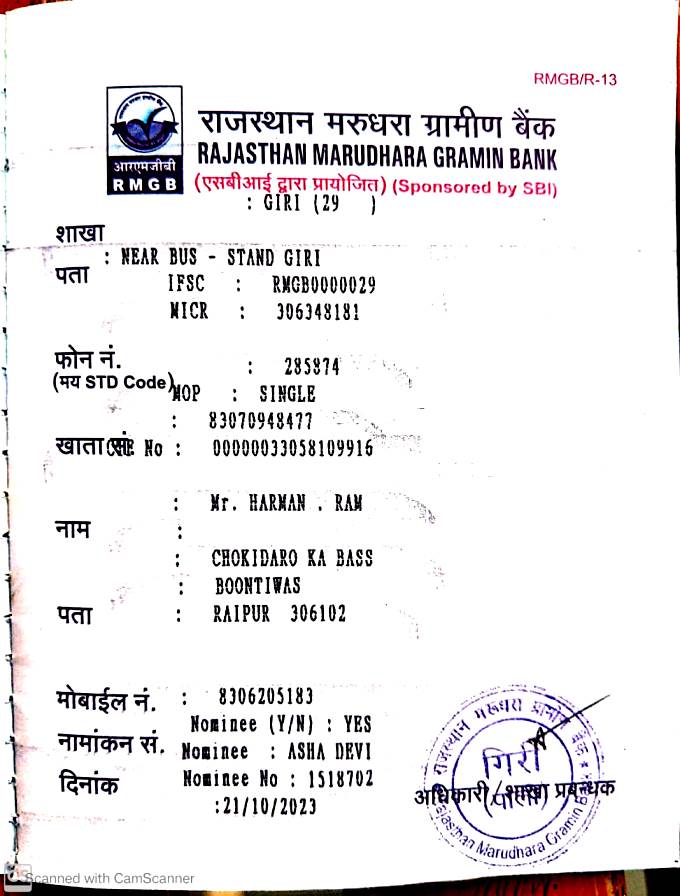 RMGB/R-13
राजस्थान मरुधरा ग्रामीण बैंक
RAJASTHAN MARUDHARA GRAMIN BANK
आरएमजीबी
RMGB
(एसबीआई द्वारा प्रायोजित) (Sponsored by SBI)
: GIRI (29 )
शाखा
: NEAR BUS - STAND GIRI
पता
IFSC : RMGB0000029
MICR : 306348181
फोन नं. : 285874
(मय STD Code) MOP : SINGLE
: 83070948477
खाता सं. No : 00000033058109916
: Mr. HARMAN . RAM
नाम :
: CHOKIDARO KA BASS
: BOONTIWAS
पता : RAIPUR 306102
मोबाईल नं. : 8306205183
Nominee (Y/N) : YES
नामांकन सं. Nominee : ASHA DEVI
दिनांक Nominee No : 1518702
:21/10/2023
राजस्थान मरूधरा ग्रामीण बैंक
गिरी
(पाली)
अधिकारी/शाखा प्रबन्धक
Rajasthan Marudhara Gramin
Scanned with CamScanner